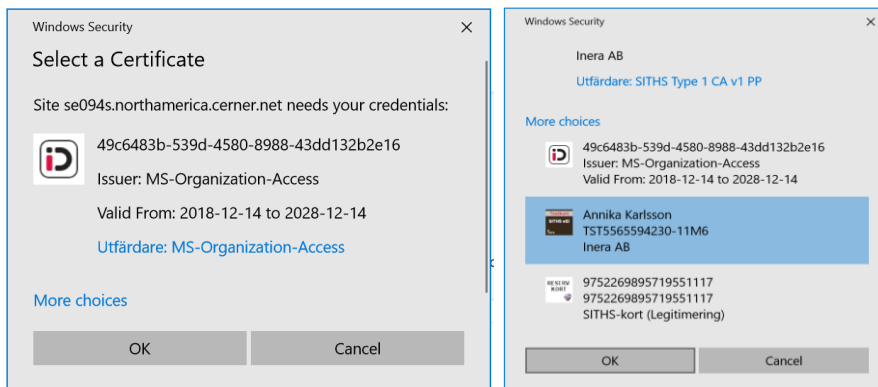 Windows Security
Select a Certificate
Site se094s.northamerica.cerner.net needs your credentials:
49c6483b-539d-4580-8988-43dd132b2e16
Issuer: MS-Organization-Access
Valid From: 2018-12-14 to 2028-12-14
Utfärdare: MS-Organization-Access
More choices
OK
Cancel
Windows Security
Inera AB
Utfärdare: SITHS Type 1 CA v1 PP
More choices
49c6483b-539d-4580-8988-43dd132b2e16
Issuer: MS-Organization-Access
Valid From: 2018-12-14 to 2028-12-14
Annika Karlsson
TST5565594230-11M6
Inera AB
RESERV
KORT
9752269895719551117
9752269895719551117
SITHS-kort (Legitimering)
OK
Cancel